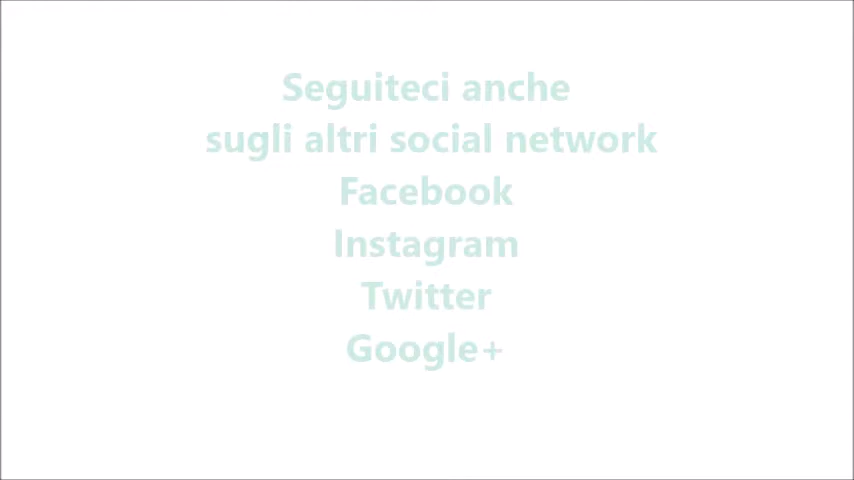 Seguiteci anche
sugli altri social network
Facebook
Instagram
Twitter
Google+